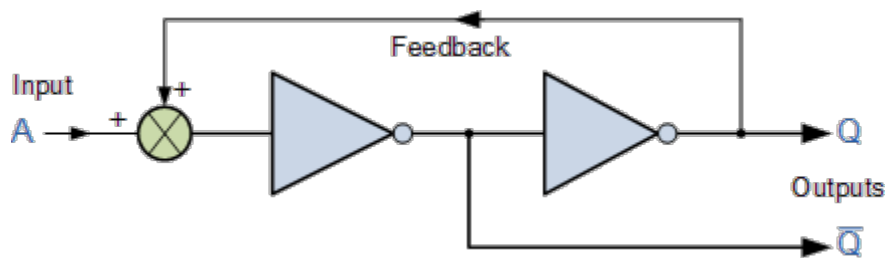 Feedback
Input
+
A
+
Q
Outputs
Q̅